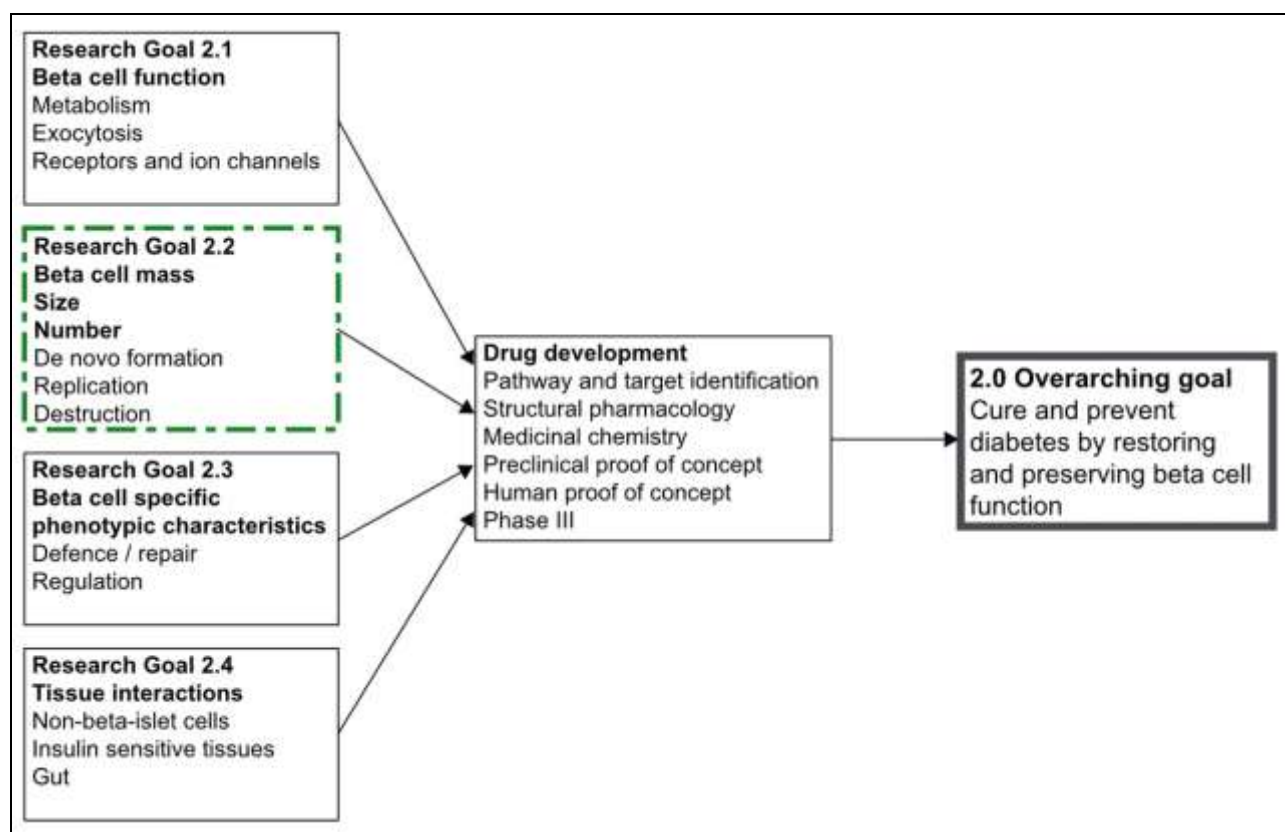 Research Goal 2.1
Beta cell function
Metabolism
Exocytosis
Receptors and ion channels
Research Goal 2.2
Beta cell mass
Size
Number
De novo formation
Replication
Destruction
Research Goal 2.3
Beta cell specific
phenotypic characteristics
Defence / repair
Regulation
Research Goal 2.4
Tissue interactions
Non-beta-islet cells
Insulin sensitive tissues
Gut
Drug development
Pathway and target identification
Structural pharmacology
Medicinal chemistry
Preclinical proof of concept
Human proof of concept
Phase III
2.0 Overarching goal
Cure and prevent
diabetes by restoring
and preserving beta cell
function